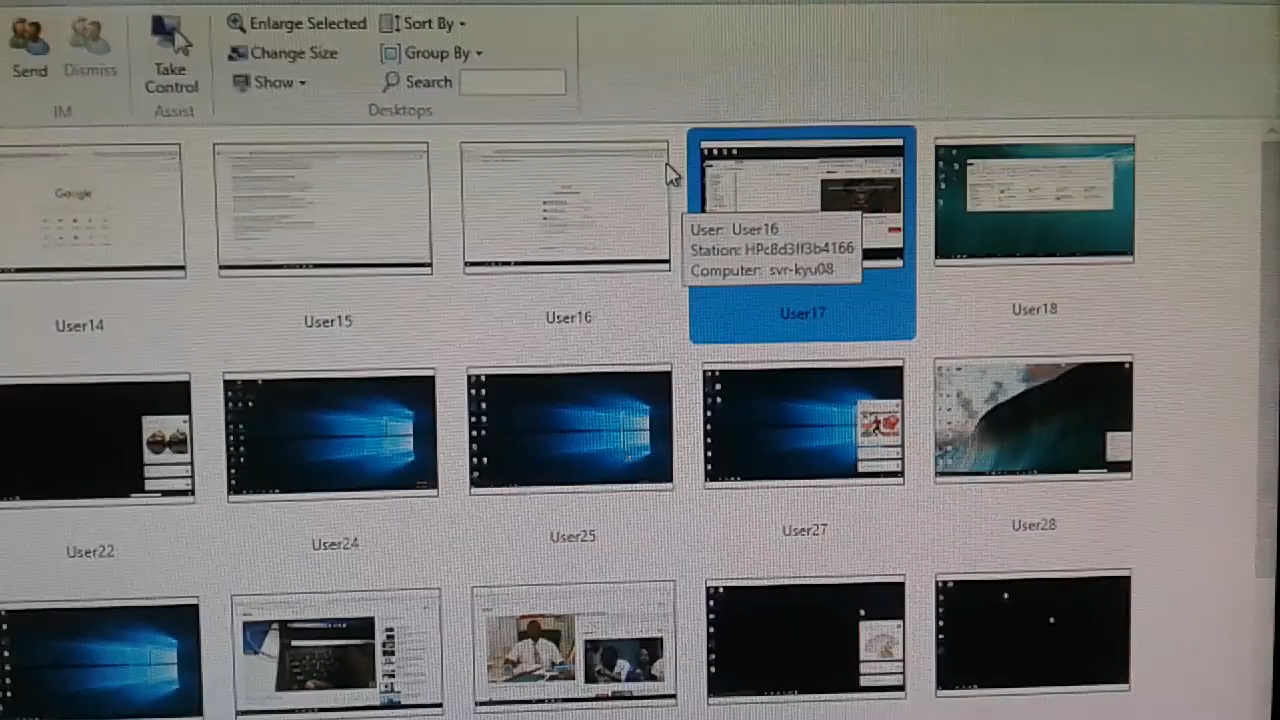 Enlarge Selected
Sort By
Send
Dismiss
Take
Control
Change Size
Group By
Show
Search
IM
Assist
Desktops
Google
User: User16
Station: HPc8d3ff3b4166
Computer: svr-kyu08
User14
User15
User16
User17
User18
User22
User24
User25
User27
User28